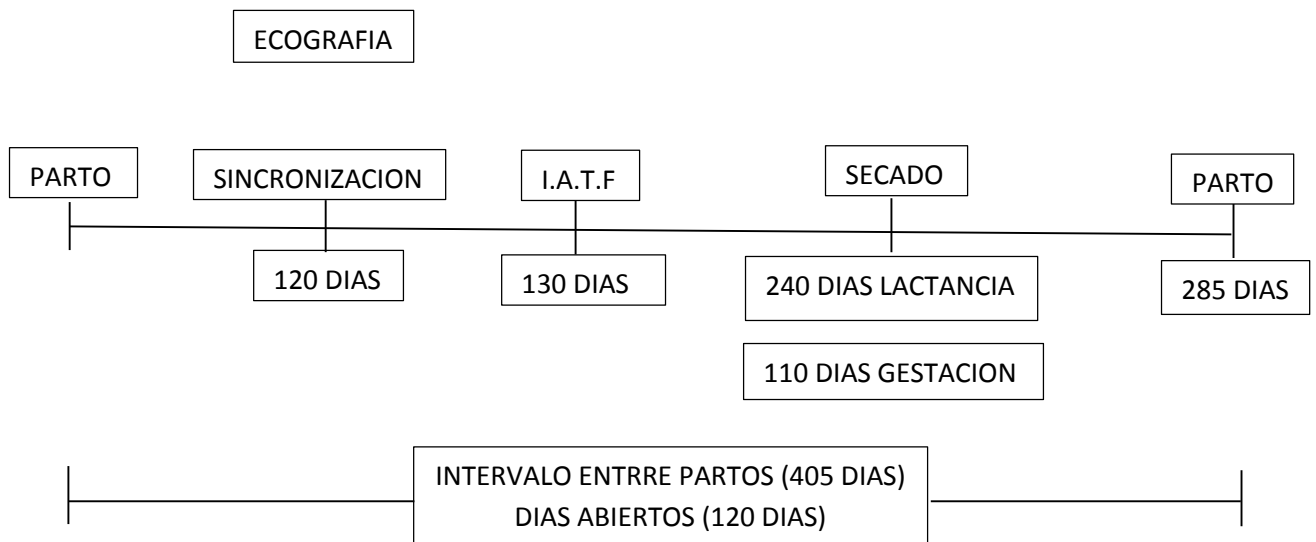 ECOGRAFIA
PARTO
SINCRONIZACION
I.A.T.F
SECADO
PARTO
120 DIAS
130 DIAS
240 DIAS LACTANCIA
285 DIAS
110 DIAS GESTACION
INTERVALO ENTRRE PARTOS (405 DIAS)
DIAS ABIERTOS (120 DIAS)